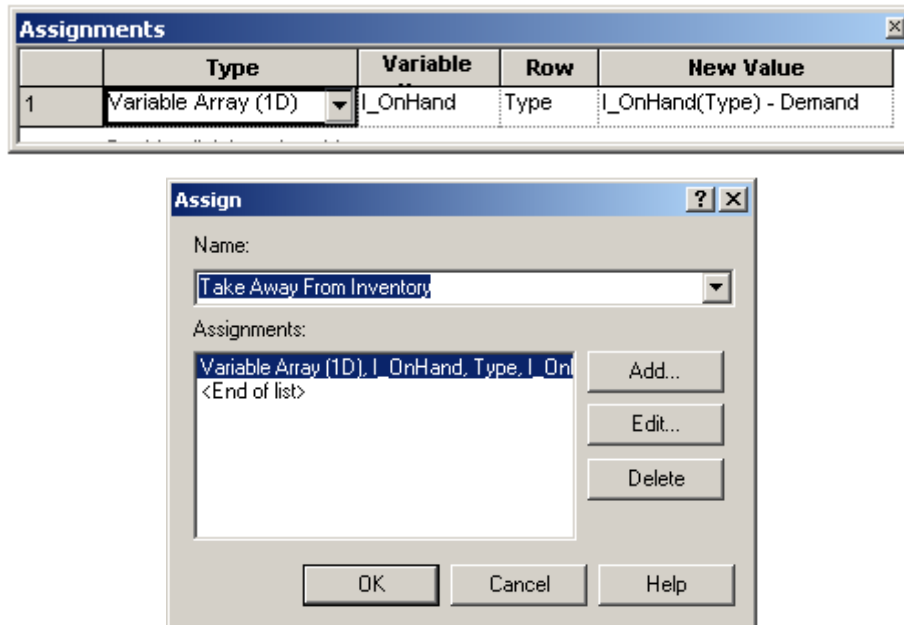 Assignments
Type Variable Row New Value
1 Variable Array (1D) I_OnHand Type I_OnHand(Type) - Demand
Assign
Name:
Take Away From Inventory
Assignments:
Variable Array (1D), I_OnHand, Type, I_OnI
<End of list>
Add...
Edit...
Delete
OK Cancel Help